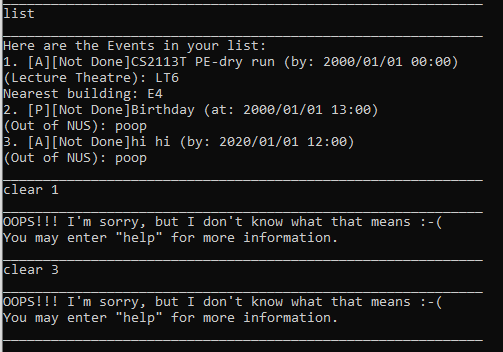 list
Here are the Events in your list:
1. [A][Not Done]CS2113T PE-dry run (by: 2000/01/01 00:00)
(Lecture Theatre): LT6
Nearest building: E4
2. [P][Not Done]Birthday (at: 2000/01/01 13:00)
(Out of NUS): poop
3. [A][Not Done]hi hi (by: 2020/01/01 12:00)
(Out of NUS): poop
clear 1
OOPS!!! I'm sorry, but I don't know what that means :-(
You may enter "help" for more information.
clear 3
OOPS!!! I'm sorry, but I don't know what that means :-(
You may enter "help" for more information.